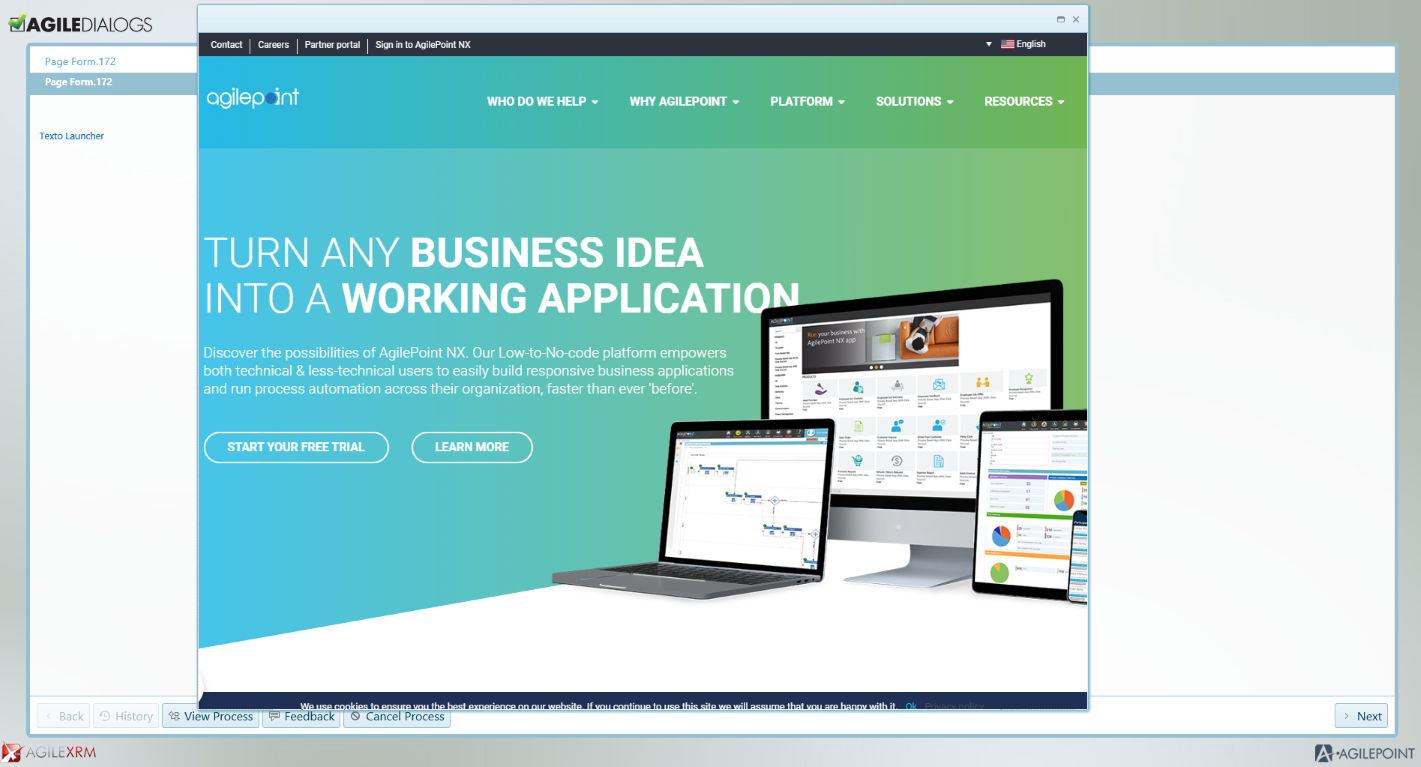 AGILEDIALOGS
Page Form.172
Page Form.172
Texto Launcher
Contact
Careers
Partner portal
Sign in to AgilePoint NX
English
agilepoint
WHO DO WE HELP
WHY AGILEPOINT
PLATFORM
SOLUTIONS
RESOURCES
TURN ANY BUSINESS IDEA
INTO A WORKING APPLICATION
Discover the possibilities of AgilePoint NX. Our Low-to-No-code platform empowers
both technical & less-technical users to easily build responsive business applications
and run process automation across their organization, faster than ever 'before'.
START YOUR FREE TRIAL
LEARN MORE
Run your business with
AgilePoint NX app
PRODUCTS
We use cookies to ensure you the best experience on our website. If you continue to use this site we will assume that you are happy with it. Ok Privacy policy
Back
History
View Process
Feedback
Cancel Process
Next
AGILEXRM
AGILEPOINT